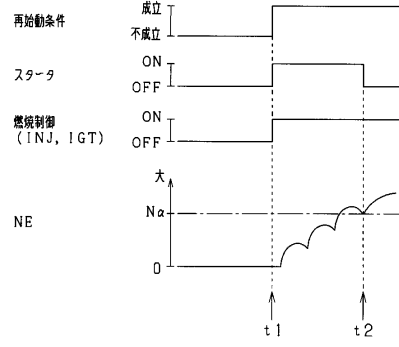 再始動条件
成立
不成立
スタータ
ON
OFF
燃焼制御
(INJ, IGT)
ON
OFF
NE
大
Nα
0
t1
t2